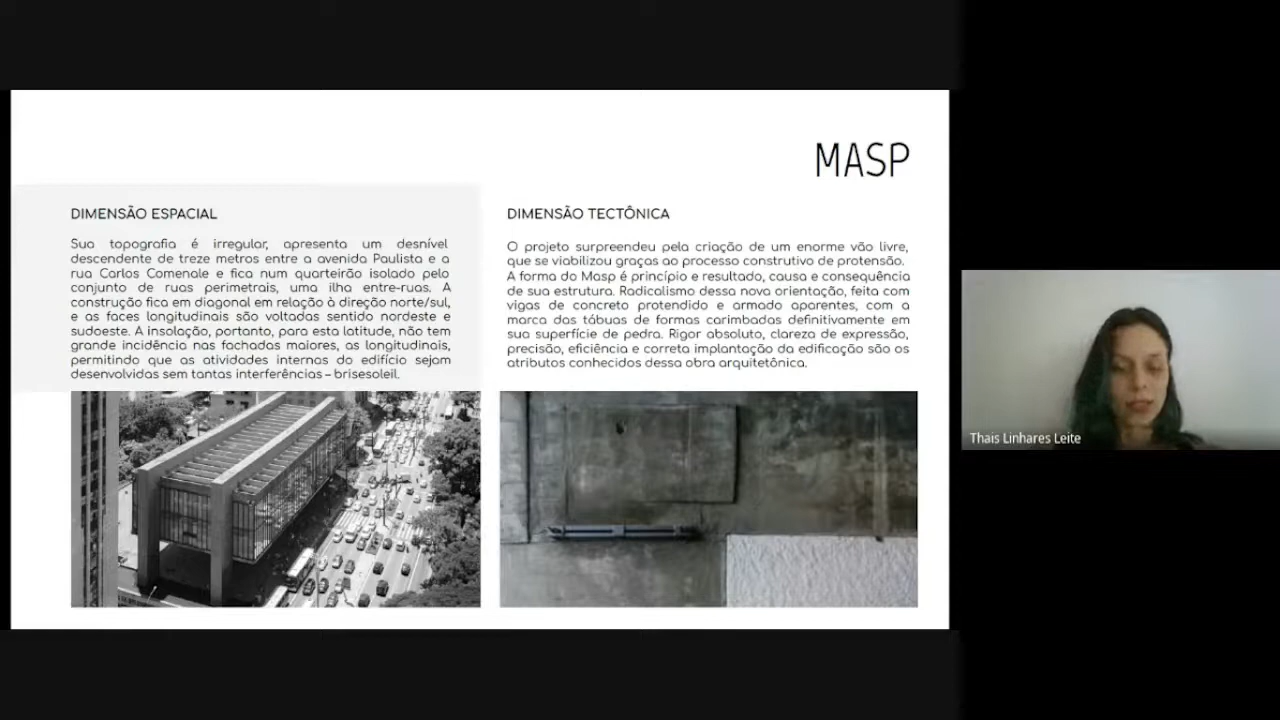 MASP
DIMENSÃO ESPACIAL
Sua topografia é irregular, apresenta um desnível
descendente de treze metros entre a avenida Paulista e a
rua Carlos Comenale e fica num quarteirão isolado pelo
conjunto de ruas perimetrais, uma ilha entre-ruas. A
construção fica em diagonal em relação à direção norte/sul,
e as faces longitudinais são voltadas sentido nordeste e
sudoeste. A insolação, portanto, para esta latitude, não tem
grande incidência nas fachadas maiores, as longitudinais,
permitindo que as atividades internas do edifício sejam
desenvolvidas sem tantas interferências – brisesoleil.
DIMENSÃO TECTÔNICA
O projeto surpreendeu pela criação de um enorme vão livre,
que se viabilizou graças ao processo construtivo de protensão.
A forma do Masp é princípio e resultado, causa e consequência
de sua estrutura. Radicalismo dessa nova orientação, feita com
vigas de concreto protendido e armado aparentes, com a
marca das tábuas de formas carimbadas definitivamente em
sua superfície de pedra. Rigor absoluto, clareza de expressão,
precisão, eficiência e correta implantação da edificação são os
atributos conhecidos dessa obra arquitetônica.
Thais Linhares Leite